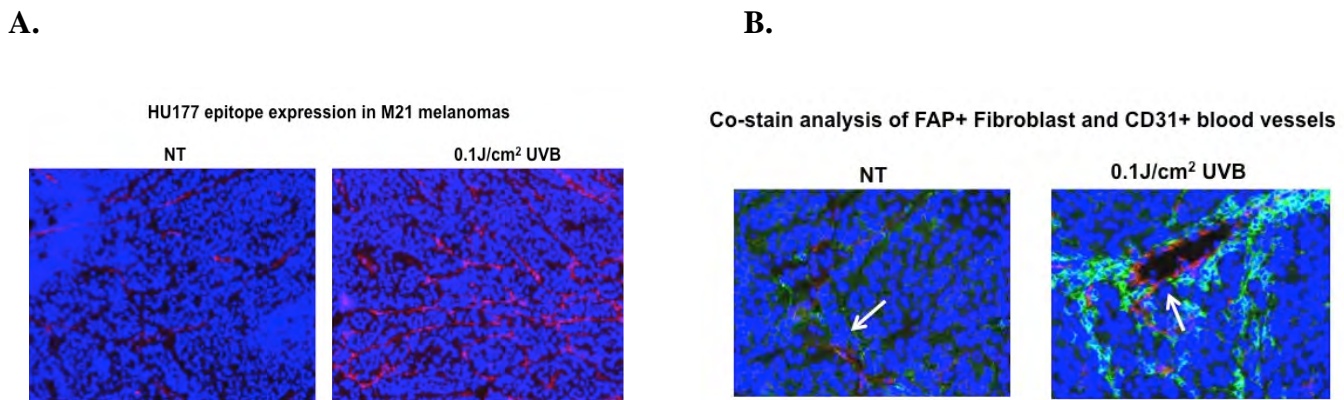 A.
B.
HU177 epitope expression in M21 melanomas
NT
0.1J/cm² UVB
Co-stain analysis of FAP+ Fibroblast and CD31+ blood vessels
NT
0.1J/cm² UVB